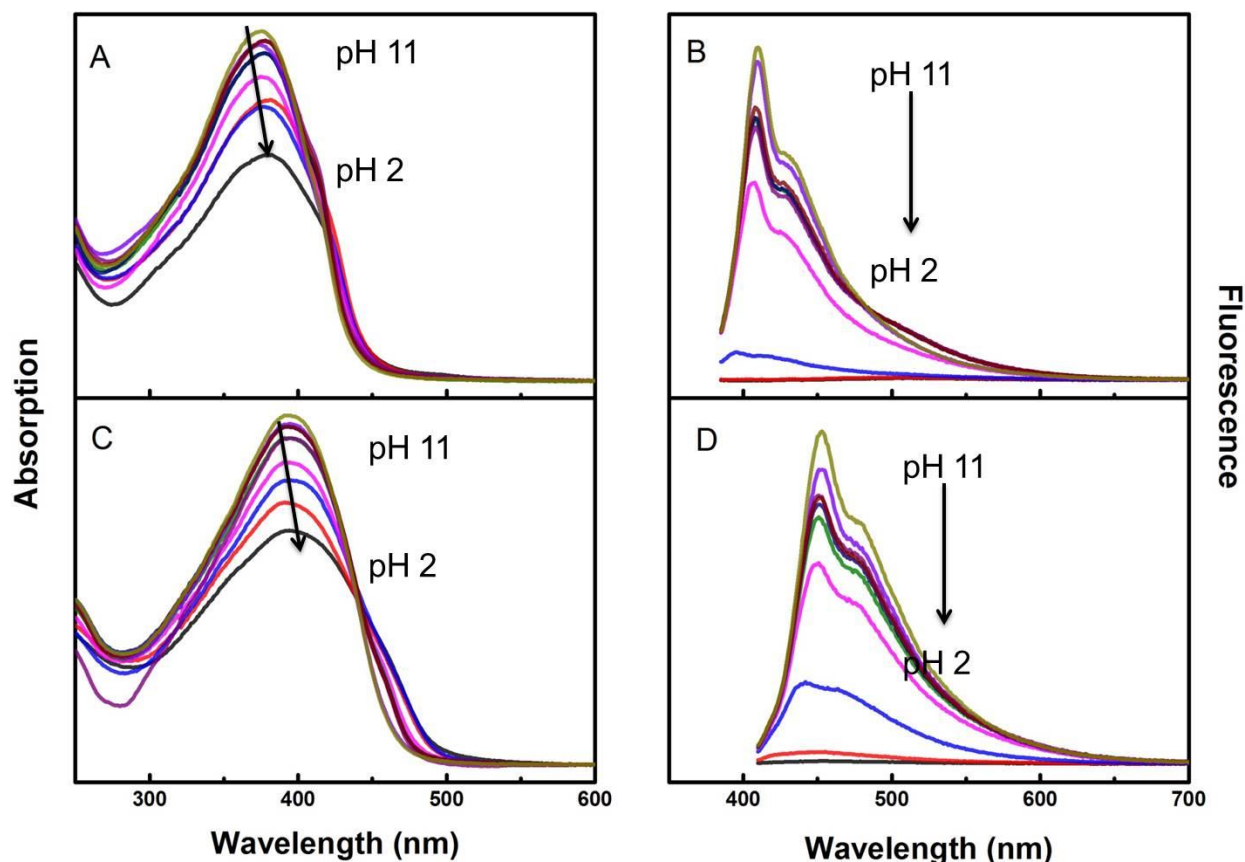 A
pH 11
pH 2
B
pH 11
pH 2
C
pH 11
pH 2
D
pH 11
pH 2
Absorption
Fluorescence
300 400 500 600
400 500 600 700
Wavelength (nm)
Wavelength (nm)